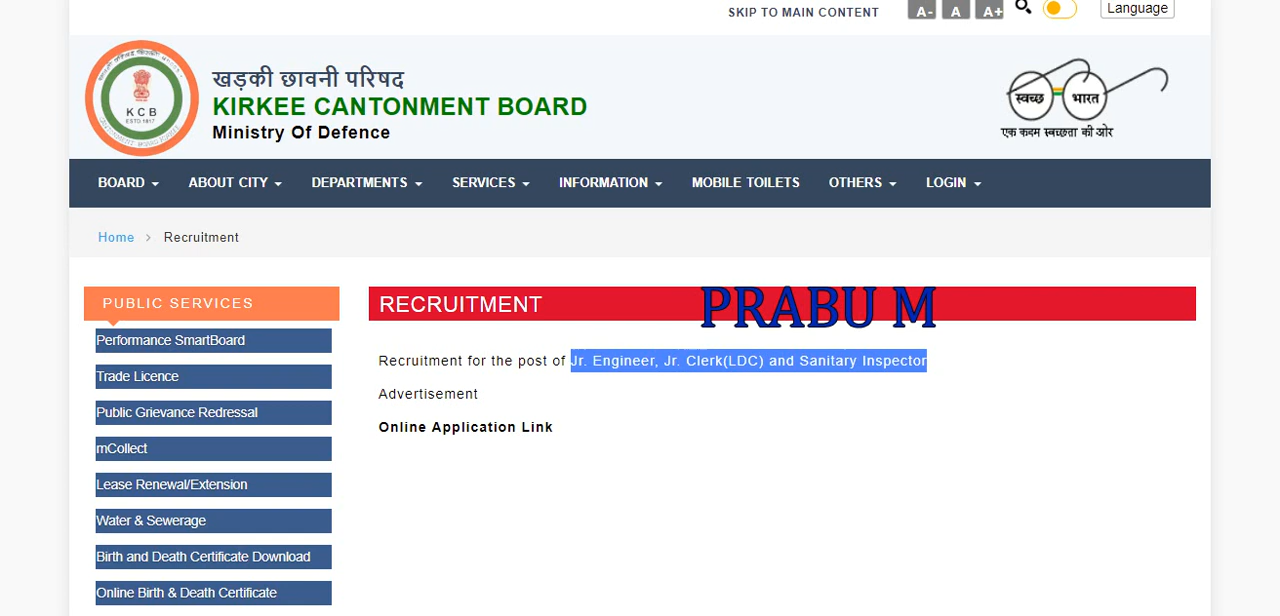 SKIP TO MAIN CONTENT A- A A+ Language
खड़की छावनी परिषद
KIRKEE CANTONMENT BOARD
Ministry Of Defence
KCB
ESTD 1817
स्वच्छ भारत
एक कदम स्वच्छता की ओर
BOARD ABOUT CITY DEPARTMENTS SERVICES INFORMATION MOBILE TOILETS OTHERS LOGIN
Home > Recruitment
PUBLIC SERVICES
Performance SmartBoard
Trade Licence
Public Grievance Redressal
mCollect
Lease Renewal/Extension
Water & Sewerage
Birth and Death Certificate Download
Online Birth & Death Certificate
RECRUITMENT
PRABU M
Recruitment for the post of Jr. Engineer, Jr. Clerk(LDC) and Sanitary Inspector
Advertisement
Online Application Link